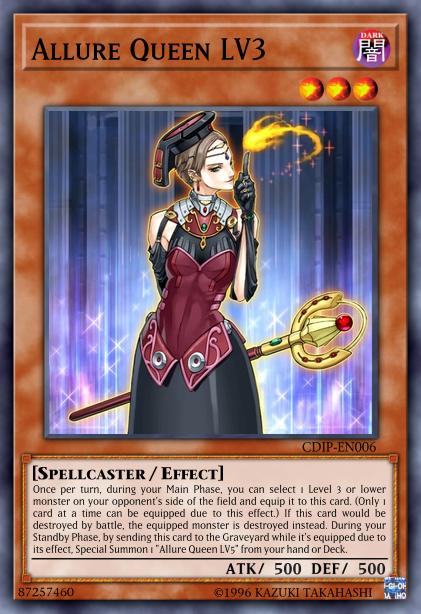 ALLURE QUEEN LV3
DARK
闇
CDIP-EN006
[SPELLCASTER / EFFECT]
Once per turn, during your Main Phase, you can select 1 Level 3 or lower
monster on your opponent's side of the field and equip it to this card. (Only 1
card at a time can be equipped due to this effect.) If this card would be
destroyed by battle, the equipped monster is destroyed instead. During your
Standby Phase, by sending this card to the Graveyard while it's equipped due to
its effect, Special Summon 1 "Allure Queen LV5" from your hand or Deck.
ATK/ 500 DEF/ 500
87257460
©1996 KAZUKI TAKAHASHI